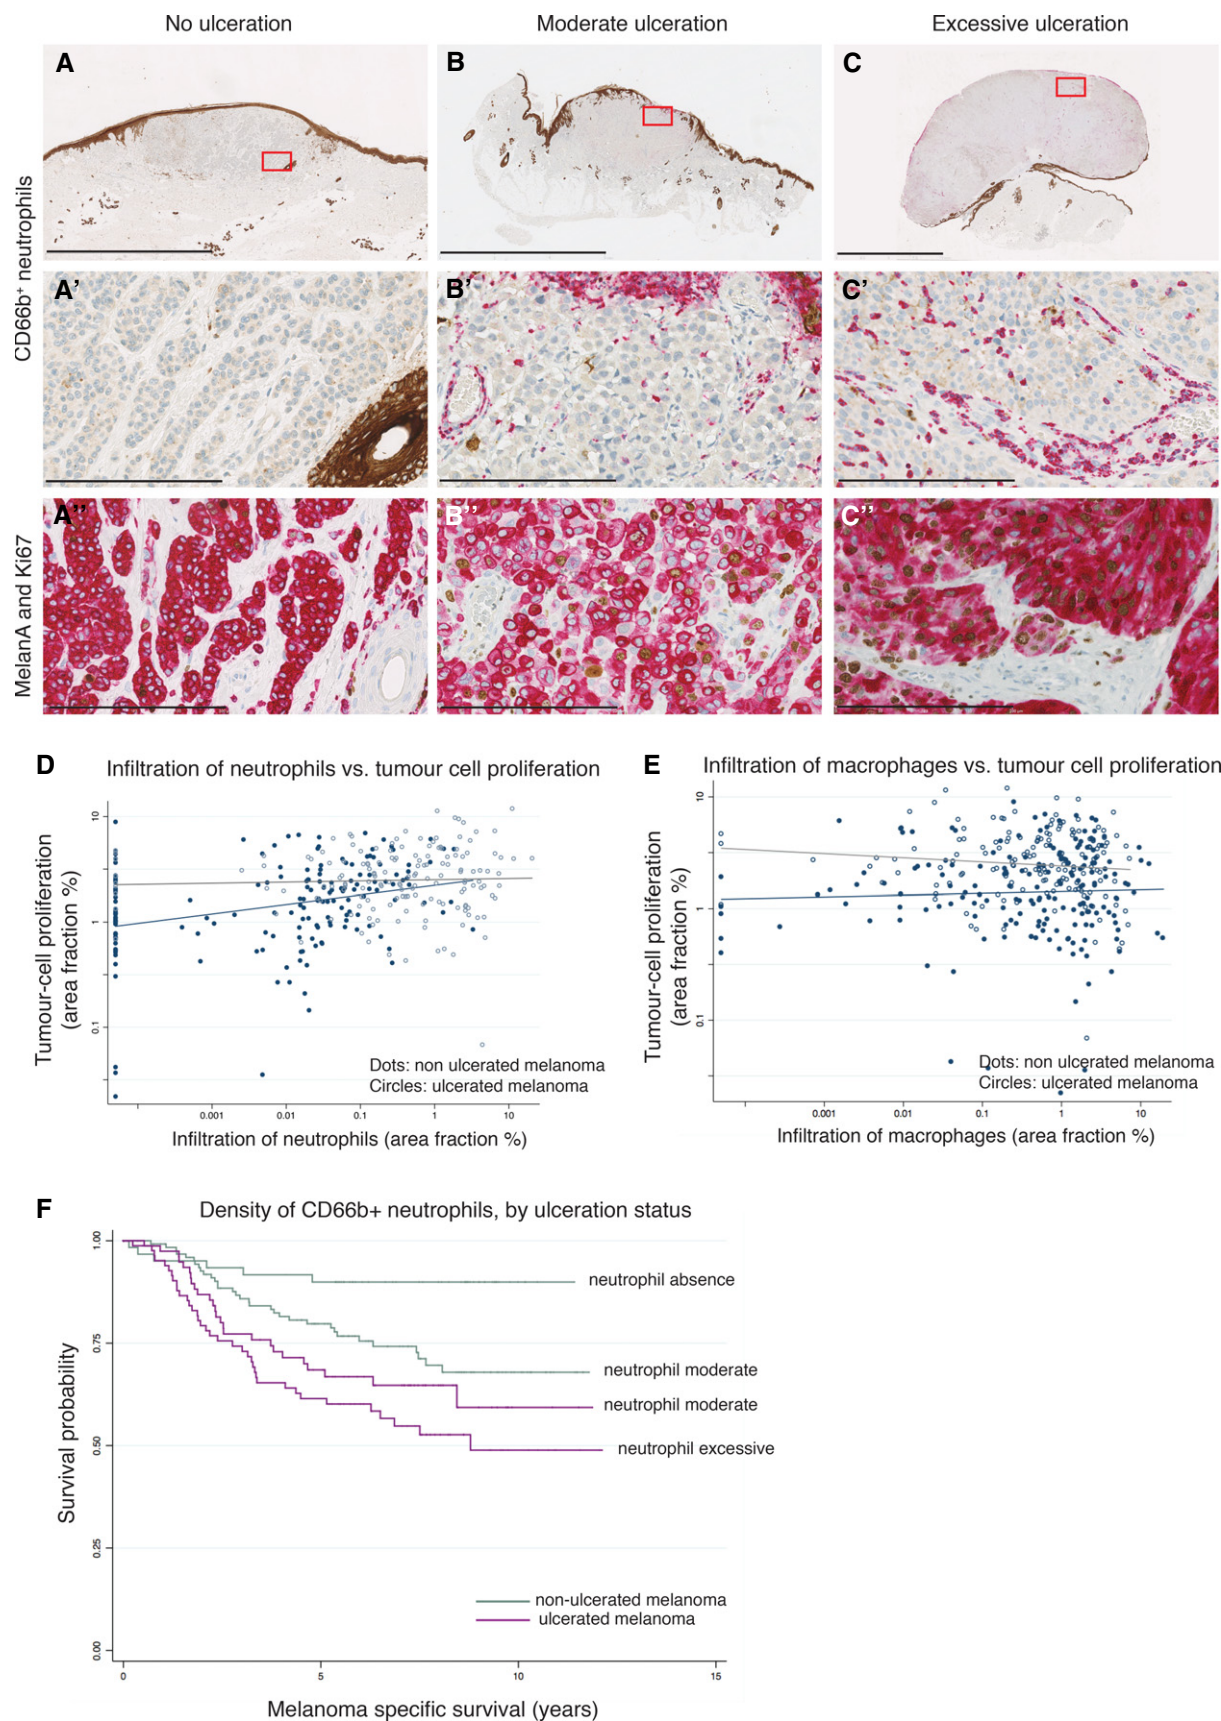 No ulceration
Moderate ulceration
Excessive ulceration
CD66b⁺ neutrophils
A
B
C
A'
B'
C'
MelanA and Ki67
A''
B''
C''
D
Infiltration of neutrophils vs. tumour cell proliferation
Tumour-cell proliferation
(area fraction %)
10
1
0.1
Dots: non ulcerated melanoma
Circles: ulcerated melanoma
0.001 0.01 0.1 1 10
Infiltration of neutrophils (area fraction %)
E
Infiltration of macrophages vs. tumour cell proliferation
Tumour-cell proliferation
(area fraction %)
10
1
0.1
Dots: non ulcerated melanoma
Circles: ulcerated melanoma
0.001 0.01 0.1 1 10
Infiltration of macrophages (area fraction %)
F
Density of CD66b+ neutrophils, by ulceration status
Survival probability
1.00
0.75
0.50
0.25
0.00
neutrophil absence
neutrophil moderate
neutrophil moderate
neutrophil excessive
non-ulcerated melanoma
ulcerated melanoma
0 5 10 15
Melanoma specific survival (years)